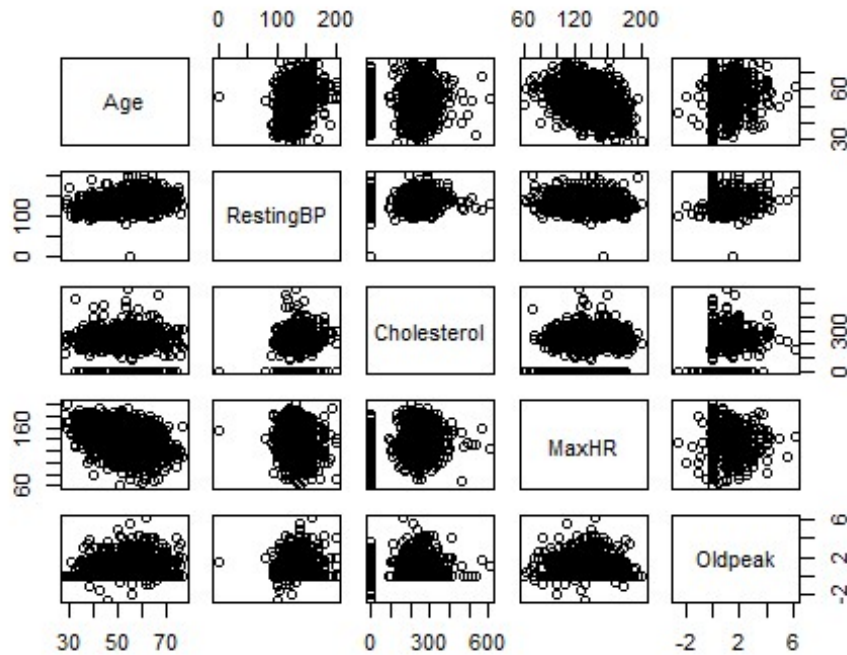 0 100 200 60 120 200
Age 30 60
0 100 RestingBP
Cholesterol 0 300
60 160 MaxHR
Oldpeak -2 2 6
30 50 70 0 300 600 -2 2 6